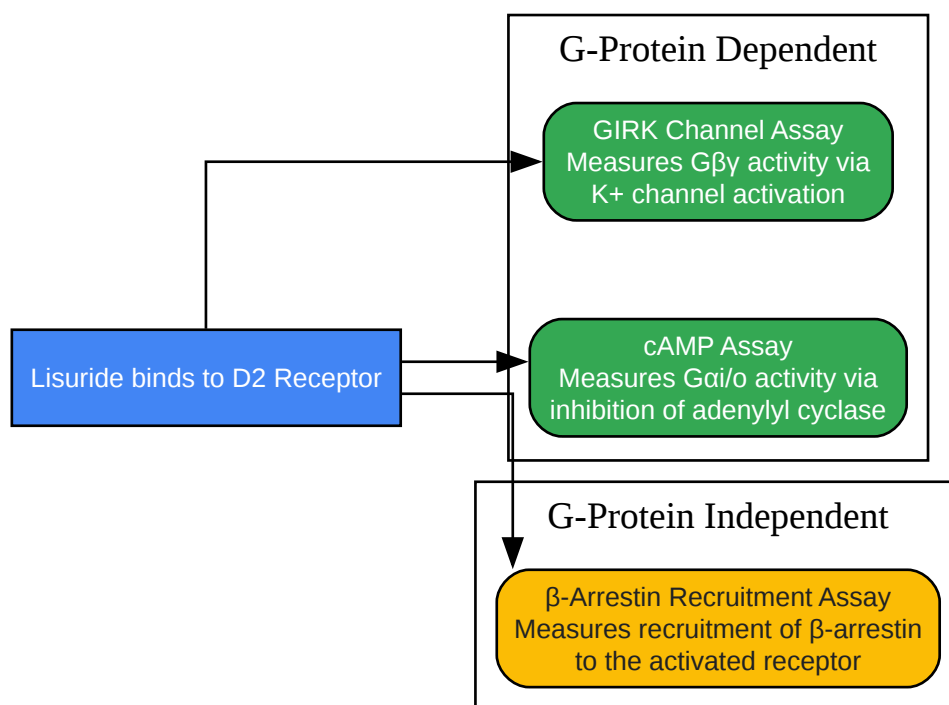 G-Protein Dependent
GIRK Channel Assay
Measures Gβγ activity via
K+ channel activation
Lisuride binds to D2 Receptor
cAMP Assay
Measures Gαi/o activity via
inhibition of adenylyl cyclase
G-Protein Independent
β-Arrestin Recruitment Assay
Measures recruitment of β-arrestin
to the activated receptor